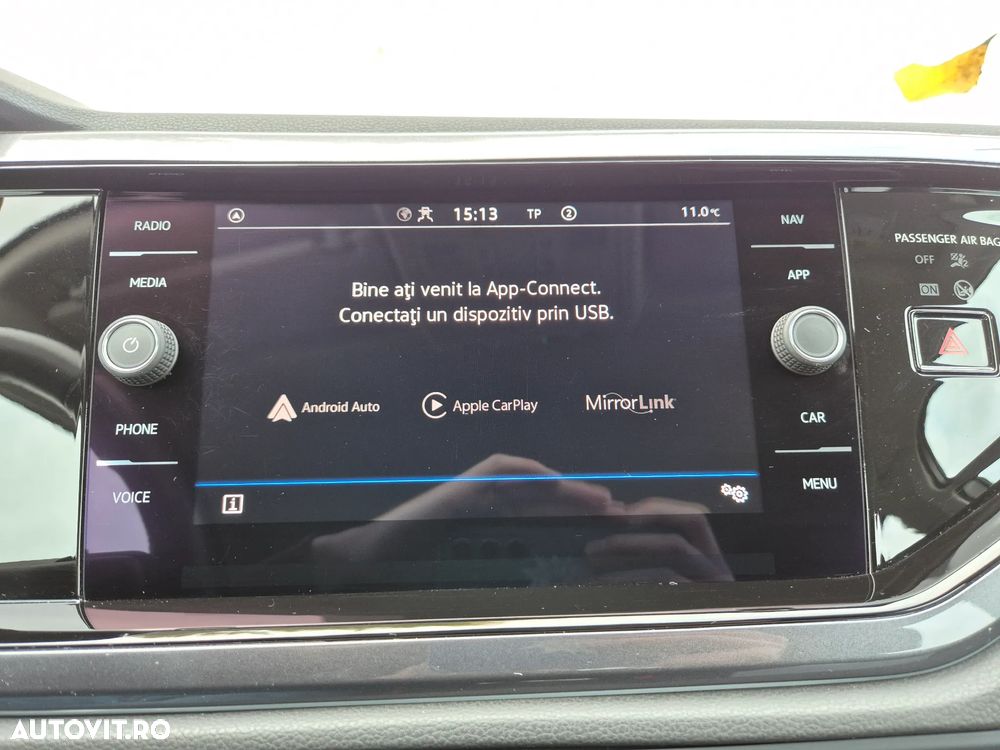 RADIO
MEDIA
PHONE
VOICE
15:13 TP 2 11.0°C
Bine aţi venit la App-Connect.
Conectaţi un dispozitiv prin USB.
Android Auto Apple CarPlay MirrorLink
NAV
APP
CAR
MENU
PASSENGER AIR BAG
OFF
ON
AUTOVIT.RO